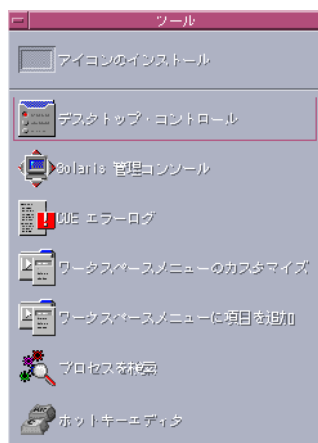 ツール
アイコンのインストール
デスクトップ・コントロール
Solaris 管理コンソール
CDE エラーログ
ワークスペースメニューのカスタマイズ
ワークスペースメニューに項目を追加
プロセスを検索
ホットキーエディタ